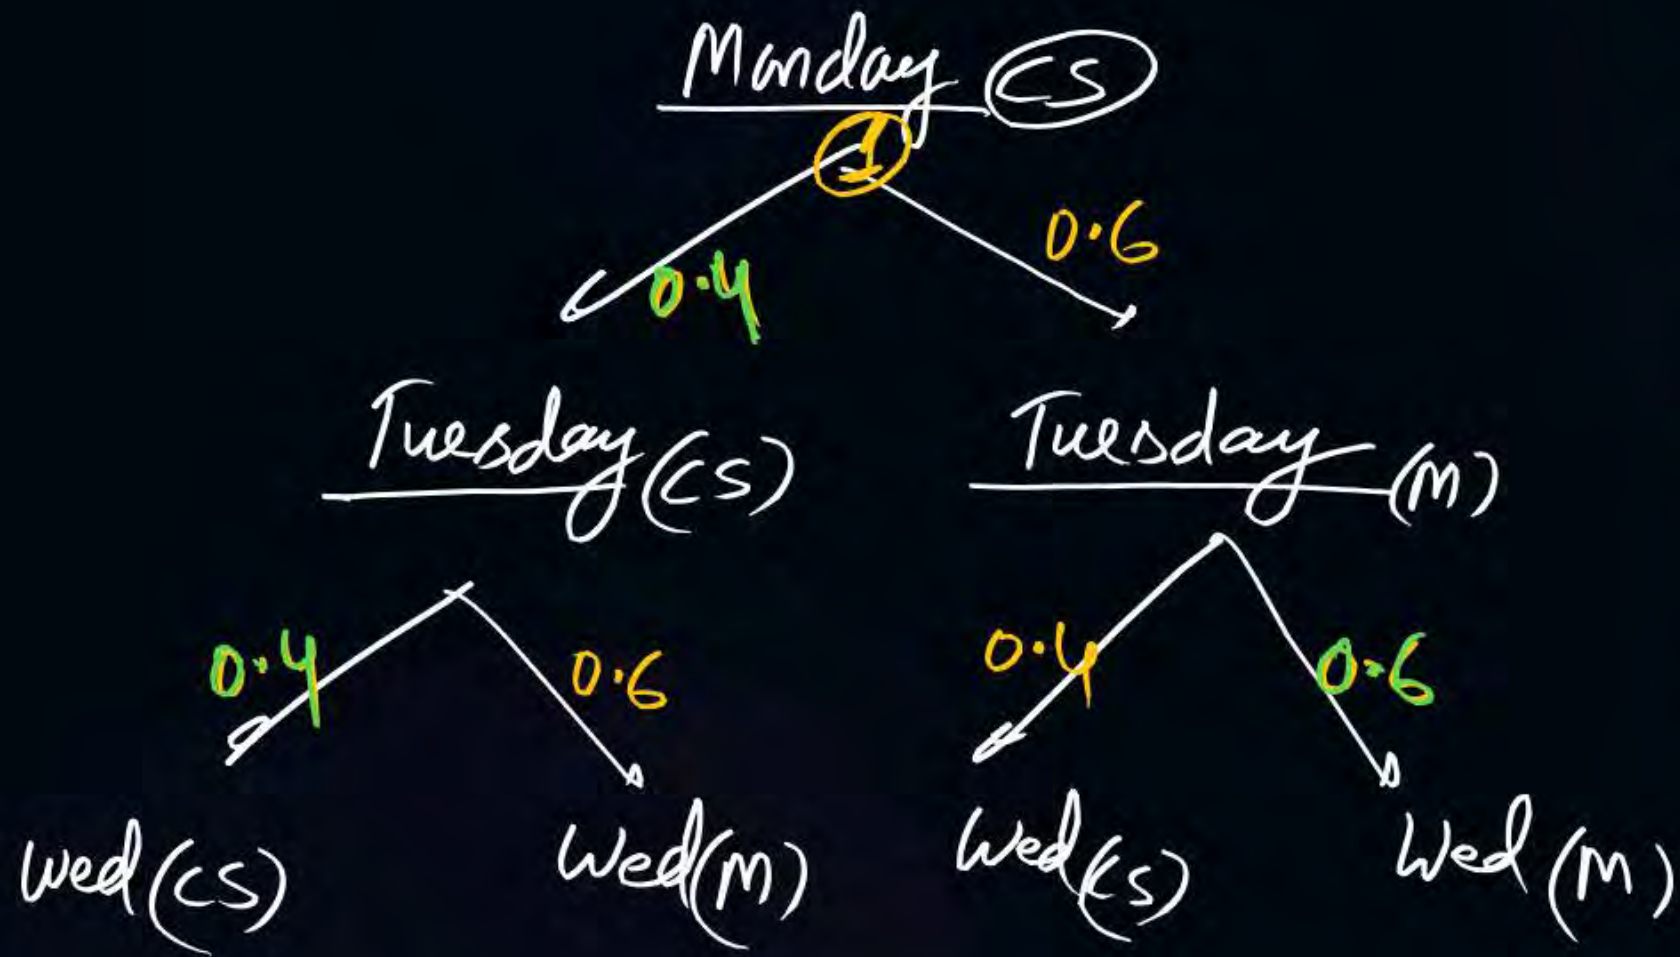 Monday (CS)
1
0.4 0.6
Tuesday (CS) Tuesday (M)
0.4 0.6 0.4 0.6
Wed (CS) Wed (M) Wed (CS) Wed (M)